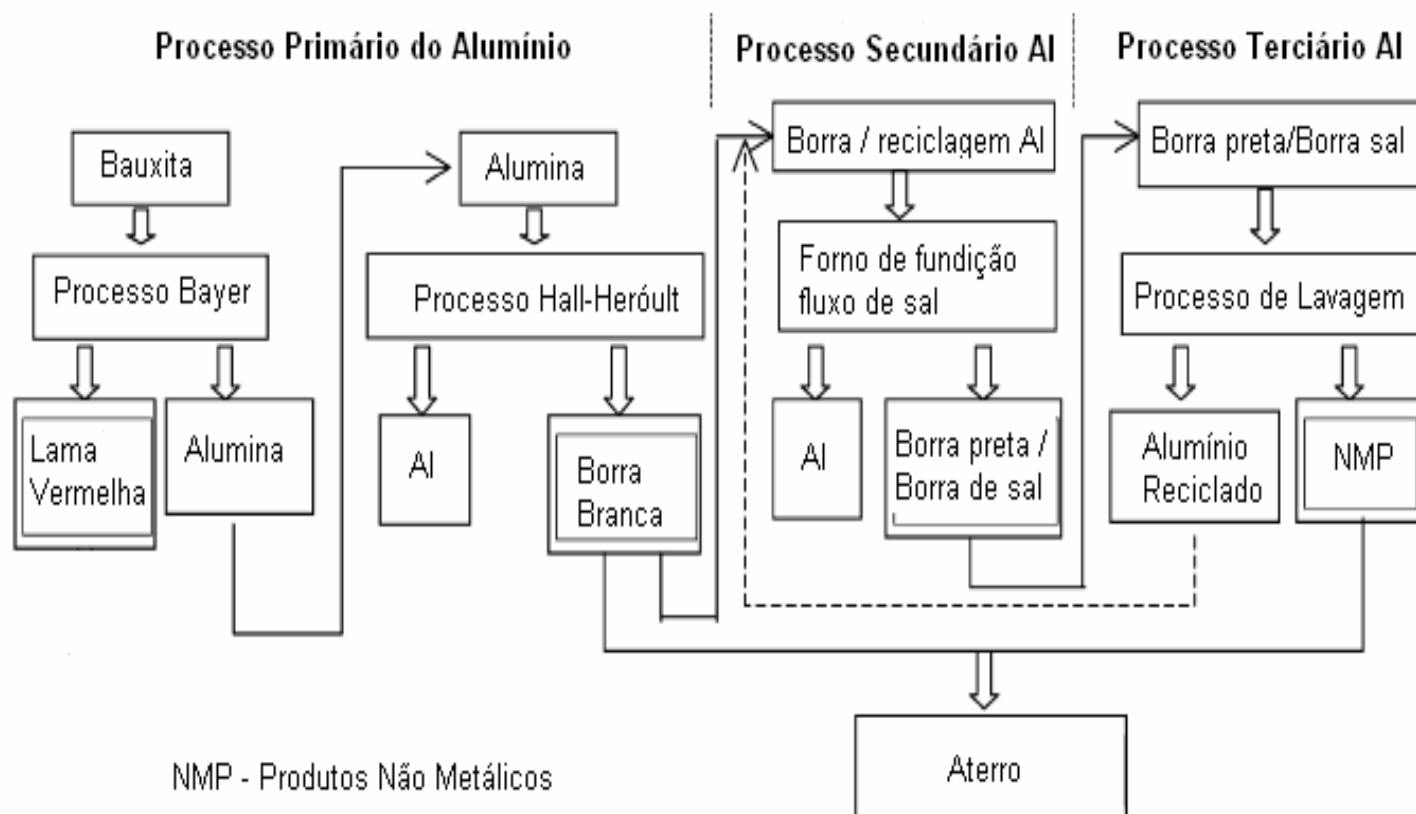 Processo Primário do Alumínio
Processo Secundário Al
Processo Terciário Al
Bauxita
Alumina
Borra / reciclagem Al
Borra preta/Borra sal
Processo Bayer
Processo Hall-Heróult
Forno de fundição
fluxo de sal
Processo de Lavagem
Lama
Vermelha
Alumina
Al
Borra
Branca
Al
Borra preta /
Borra de sal
Alumínio
Reciclado
NMP
NMP - Produtos Não Metálicos
Aterro